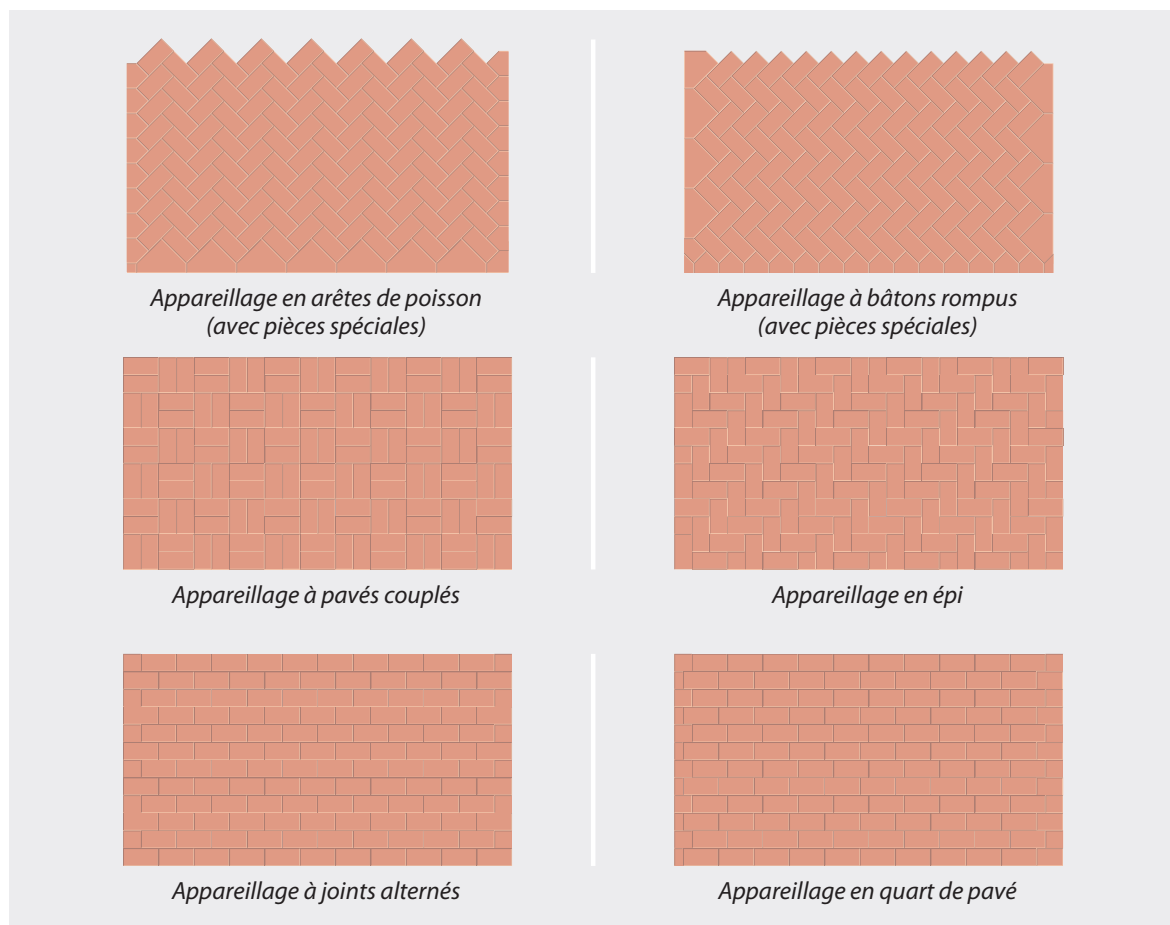 Appareillage en arêtes de poisson
(avec pièces spéciales)
Appareillage à bâtons rompus
(avec pièces spéciales)
Appareillage à pavés couplés
Appareillage en épi
Appareillage à joints alternés
Appareillage en quart de pavé